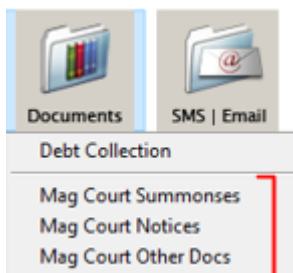 Documents SMS | Email
Debt Collection
Mag Court Summonses
Mag Court Notices
Mag Court Other Docs